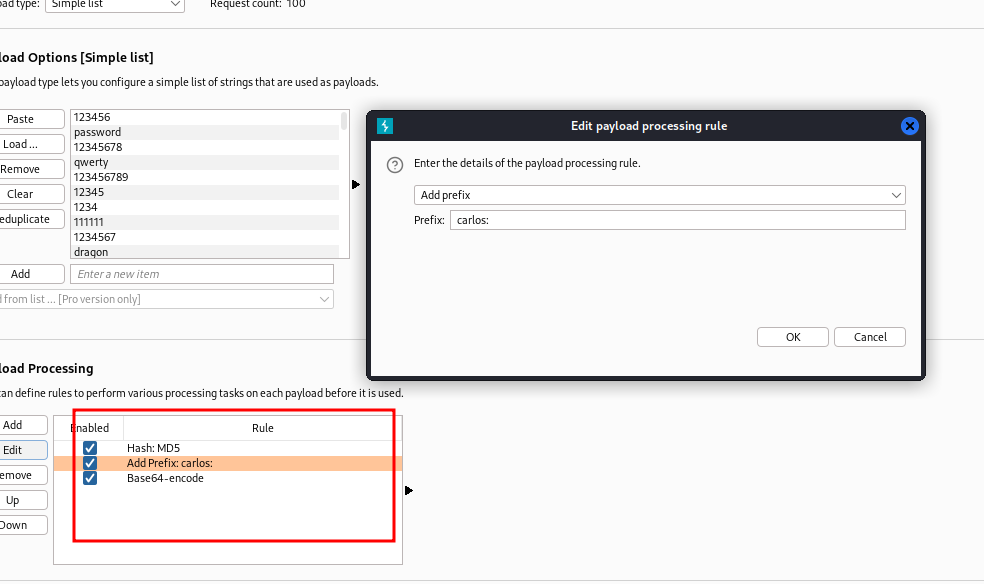 oad type: Simple list Request count: 100
load Options [Simple list]
payload type lets you configure a simple list of strings that are used as payloads.
Paste
Load ...
Remove
Clear
eduplicate
123456
password
12345678
qwerty
123456789
12345
1234
111111
1234567
dragon
Add Enter a new item
d from list ... [Pro version only]
Edit payload processing rule
Enter the details of the payload processing rule.
Add prefix
Prefix: carlos:
OK Cancel
load Processing
can define rules to perform various processing tasks on each payload before it is used.
Add
Edit
emove
Up
Down
Enabled Rule
Hash: MD5
Add Prefix: carlos:
Base64-encode